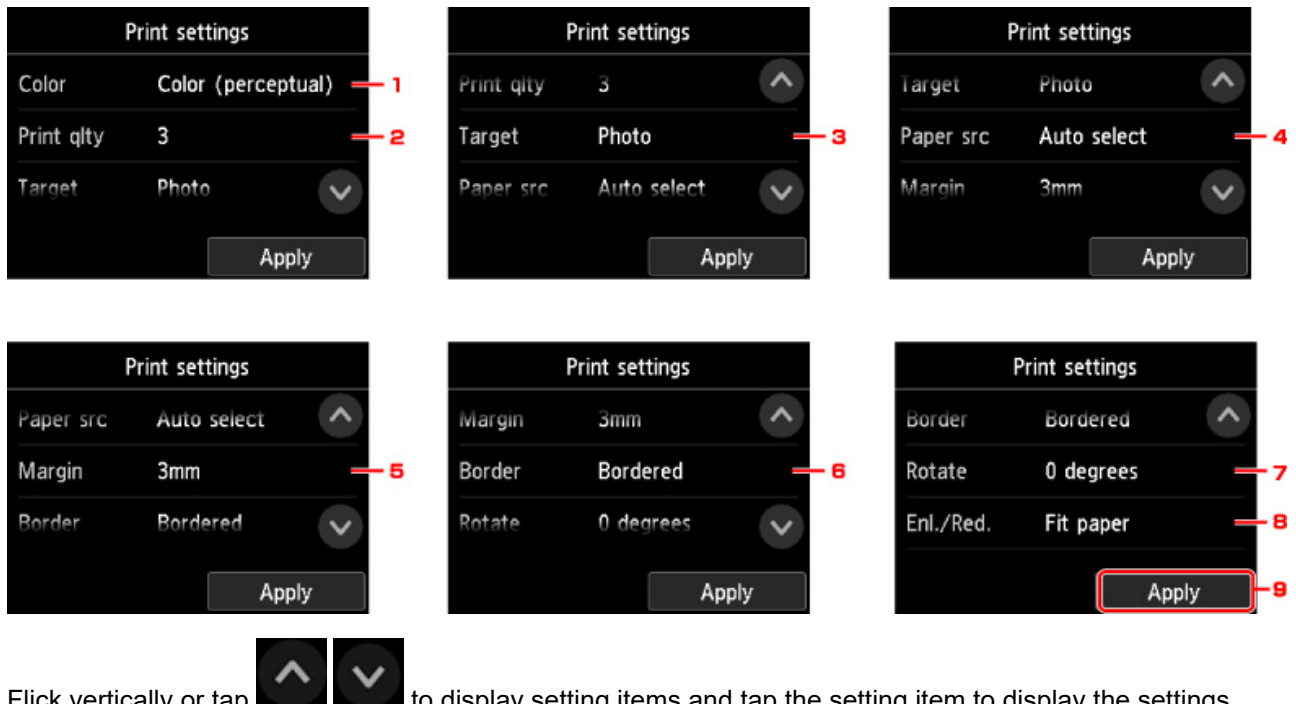 Print settings
Color Color (perceptual) 1
Print qlty 3 2
Target Photo
Apply
Print settings
Print qlty 3
Target Photo 3
Paper src Auto select
Apply
Print settings
Target Photo
Paper src Auto select 4
Margin 3mm
Apply
Print settings
Paper src Auto select
Margin 3mm 5
Border Bordered
Apply
Print settings
Margin 3mm
Border Bordered 6
Rotate 0 degrees
Apply
Print settings
Border Bordered
Rotate 0 degrees 7
Enl./Red. Fit paper 8
Apply 9
Flick vertically or tap to display setting items and tap the setting item to display the settings.